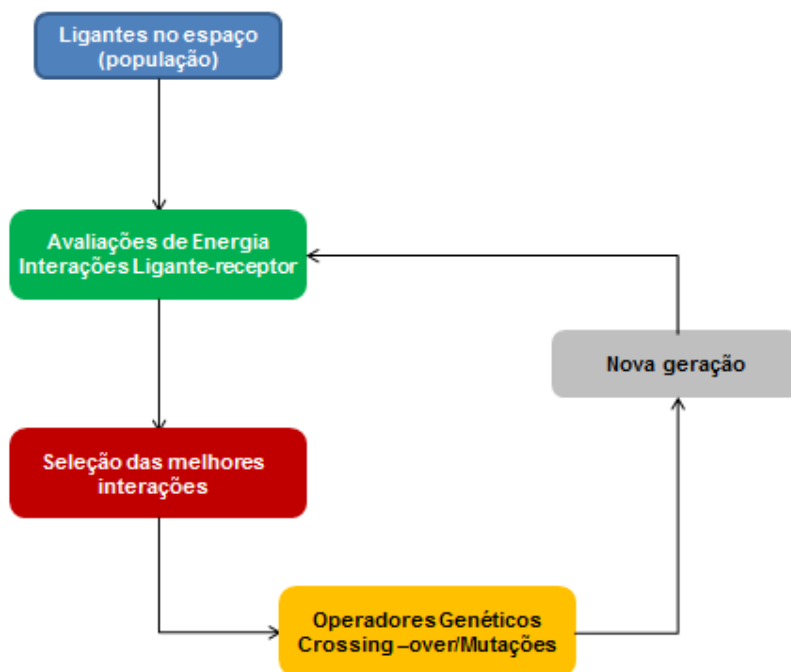 Ligantes no espaço
(população)
Avaliações de Energia
Interações Ligante-receptor
Nova geração
Seleção das melhores
interações
Operadores Genéticos
Crossing –over/Mutações